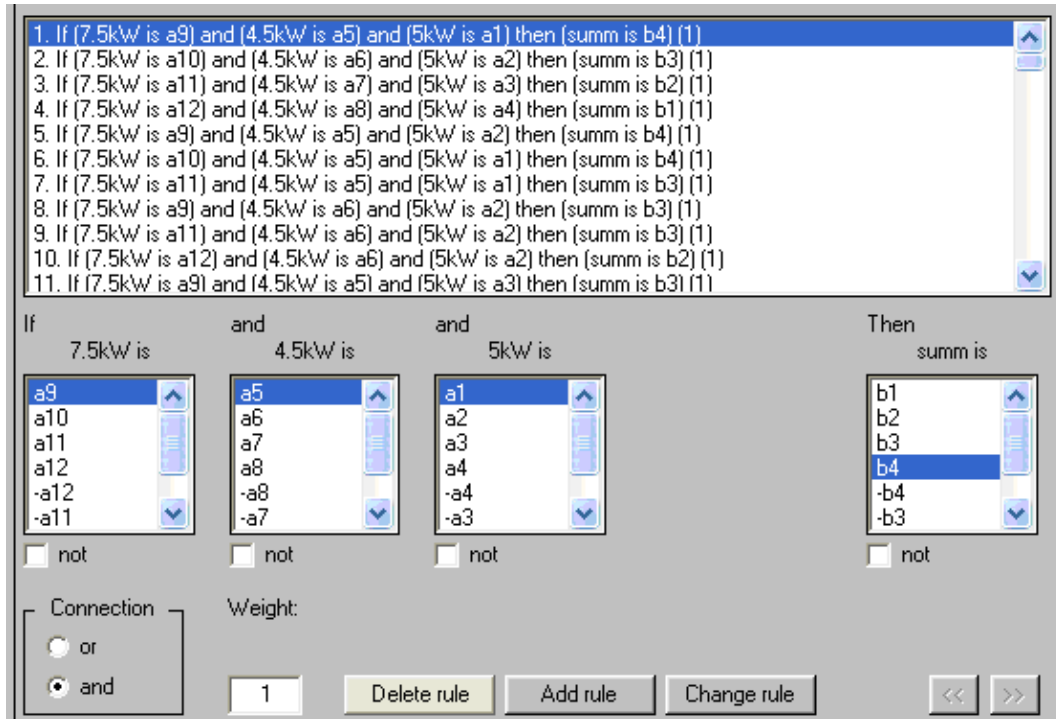 1. If (7.5kW is a9) and (4.5kW is a5) and (5kW is a1) then (summ is b4) (1)
2. If (7.5kW is a10) and (4.5kW is a6) and (5kW is a2) then (summ is b3) (1)
3. If (7.5kW is a11) and (4.5kW is a7) and (5kW is a3) then (summ is b2) (1)
4. If (7.5kW is a12) and (4.5kW is a8) and (5kW is a4) then (summ is b1) (1)
5. If (7.5kW is a9) and (4.5kW is a5) and (5kW is a2) then (summ is b4) (1)
6. If (7.5kW is a10) and (4.5kW is a5) and (5kW is a1) then (summ is b4) (1)
7. If (7.5kW is a11) and (4.5kW is a5) and (5kW is a1) then (summ is b3) (1)
8. If (7.5kW is a9) and (4.5kW is a6) and (5kW is a2) then (summ is b3) (1)
9. If (7.5kW is a11) and (4.5kW is a6) and (5kW is a2) then (summ is b3) (1)
10. If (7.5kW is a12) and (4.5kW is a6) and (5kW is a2) then (summ is b2) (1)
11. If (7.5kW is a9) and (4.5kW is a5) and (5kW is a3) then (summ is b3) (1)
If and and Then
7.5kW is 4.5kW is 5kW is summ is
a9 a5 a1 b1
a10 a6 a2 b2
a11 a7 a3 b3
a12 a8 a4 b4
-a12 -a8 -a4 -b4
-a11 -a7 -a3 -b3
not not not not
Connection Weight:
or
and 1 Delete rule Add rule Change rule << >>